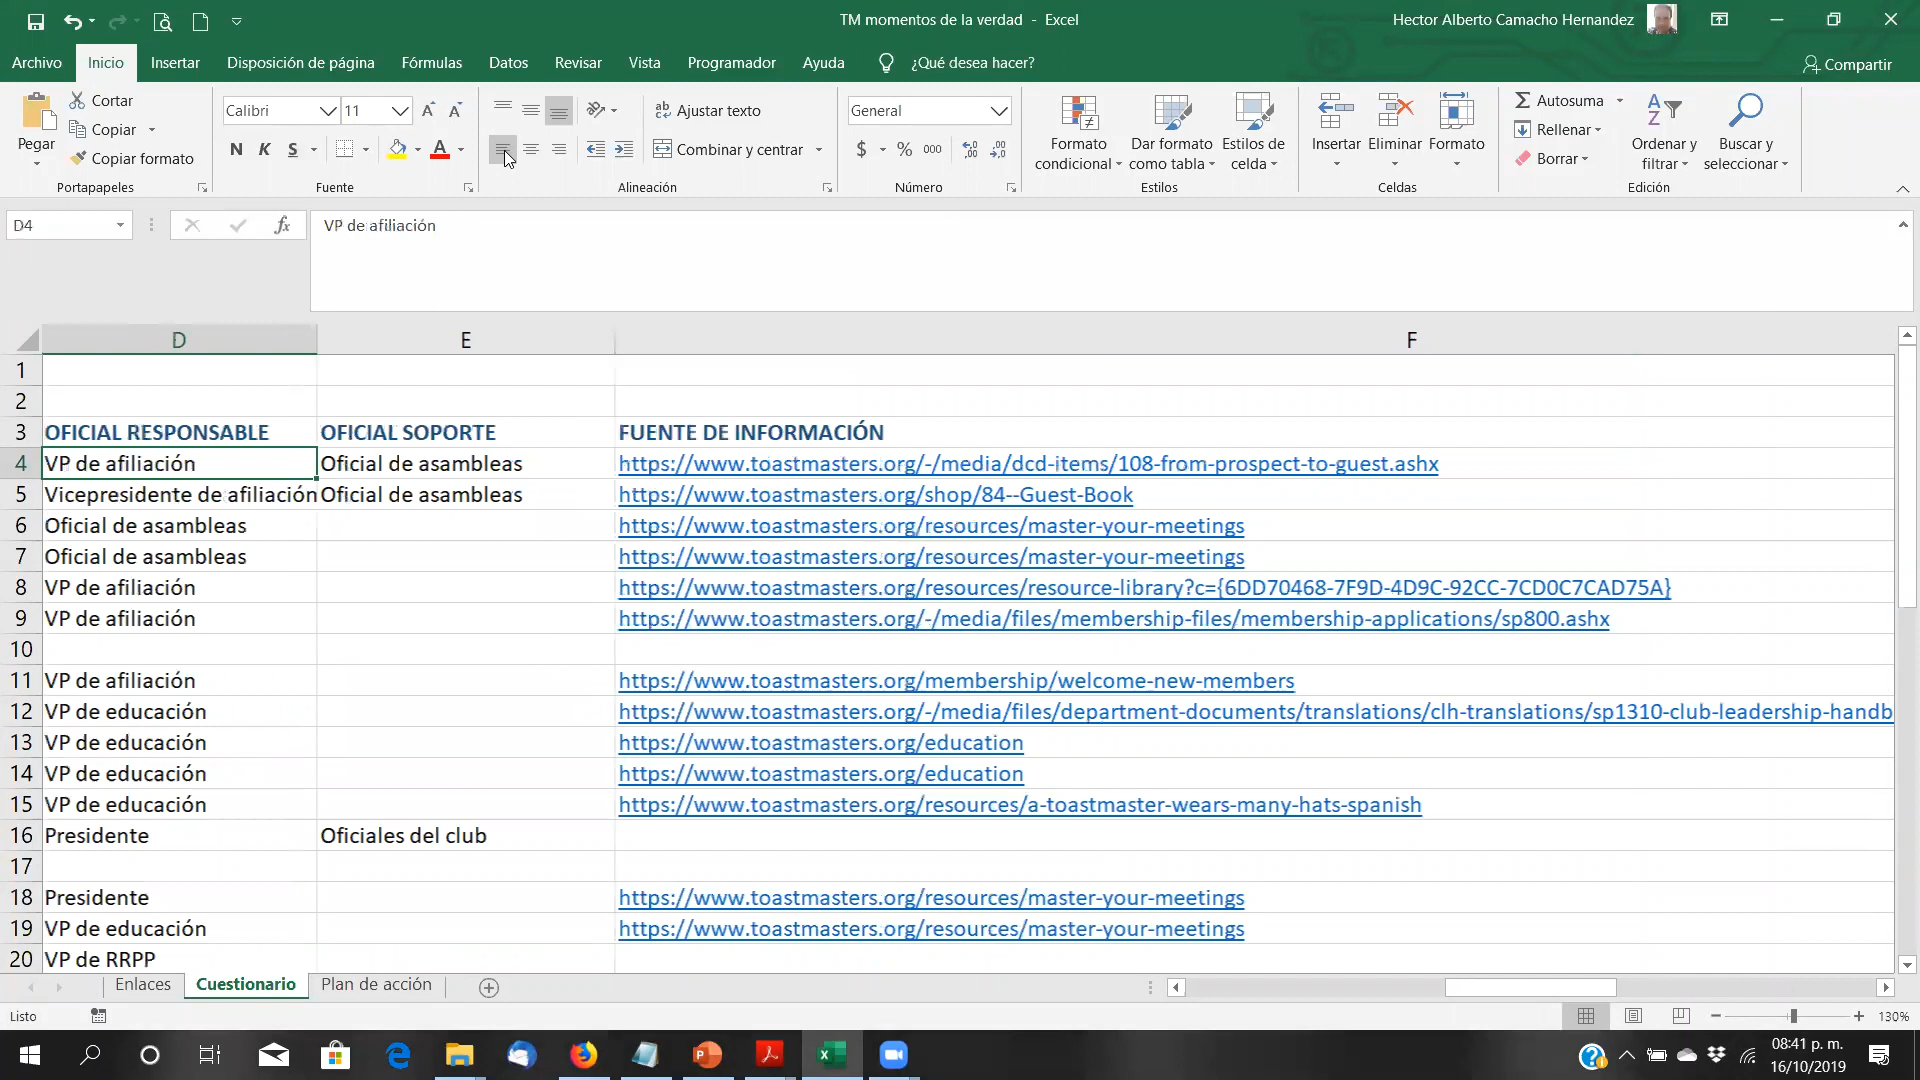 TM momentos de la verdad - Excel
Hector Alberto Camacho Hernandez
Archivo Inicio Insertar Disposición de página Fórmulas Datos Revisar Vista Programador Ayuda ¿Qué desea hacer? Compartir
Pegar
Cortar
Copiar
Copiar formato
Portapapeles
Calibri 11
N K S
Fuente
Ajustar texto
Combinar y centrar
Alineación
General
$ % 000
Número
Formato condicional
Dar formato como tabla
Estilos de celda
Estilos
Insertar Eliminar Formato
Celdas
Autosuma
Rellenar
Borrar
Ordenar y filtrar
Buscar y seleccionar
Edición
D4 fx VP de afiliación
D E F
1
2
3 OFICIAL RESPONSABLE OFICIAL SOPORTE FUENTE DE INFORMACIÓN
4 VP de afiliación Oficial de asambleas https://www.toastmasters.org/-/media/dcd-items/108-from-prospect-to-guest.ashx
5 Vicepresidente de afiliación Oficial de asambleas https://www.toastmasters.org/shop/84--Guest-Book
6 Oficial de asambleas https://www.toastmasters.org/resources/master-your-meetings
7 Oficial de asambleas https://www.toastmasters.org/resources/master-your-meetings
8 VP de afiliación https://www.toastmasters.org/resources/resource-library?c={6DD70468-7F9D-4D9C-92CC-7CD0C7CAD75A}
9 VP de afiliación https://www.toastmasters.org/-/media/files/membership-files/membership-applications/sp800.ashx
10
11 VP de afiliación https://www.toastmasters.org/membership/welcome-new-members
12 VP de educación https://www.toastmasters.org/-/media/files/department-documents/translations/clh-translations/sp1310-club-leadership-handb
13 VP de educación https://www.toastmasters.org/education
14 VP de educación https://www.toastmasters.org/education
15 VP de educación https://www.toastmasters.org/resources/a-toastmaster-wears-many-hats-spanish
16 Presidente Oficiales del club
17
18 Presidente https://www.toastmasters.org/resources/master-your-meetings
19 VP de educación https://www.toastmasters.org/resources/master-your-meetings
20 VP de RRPP
Enlaces Cuestionario Plan de acción
Listo 130%
08:41 p. m.
16/10/2019